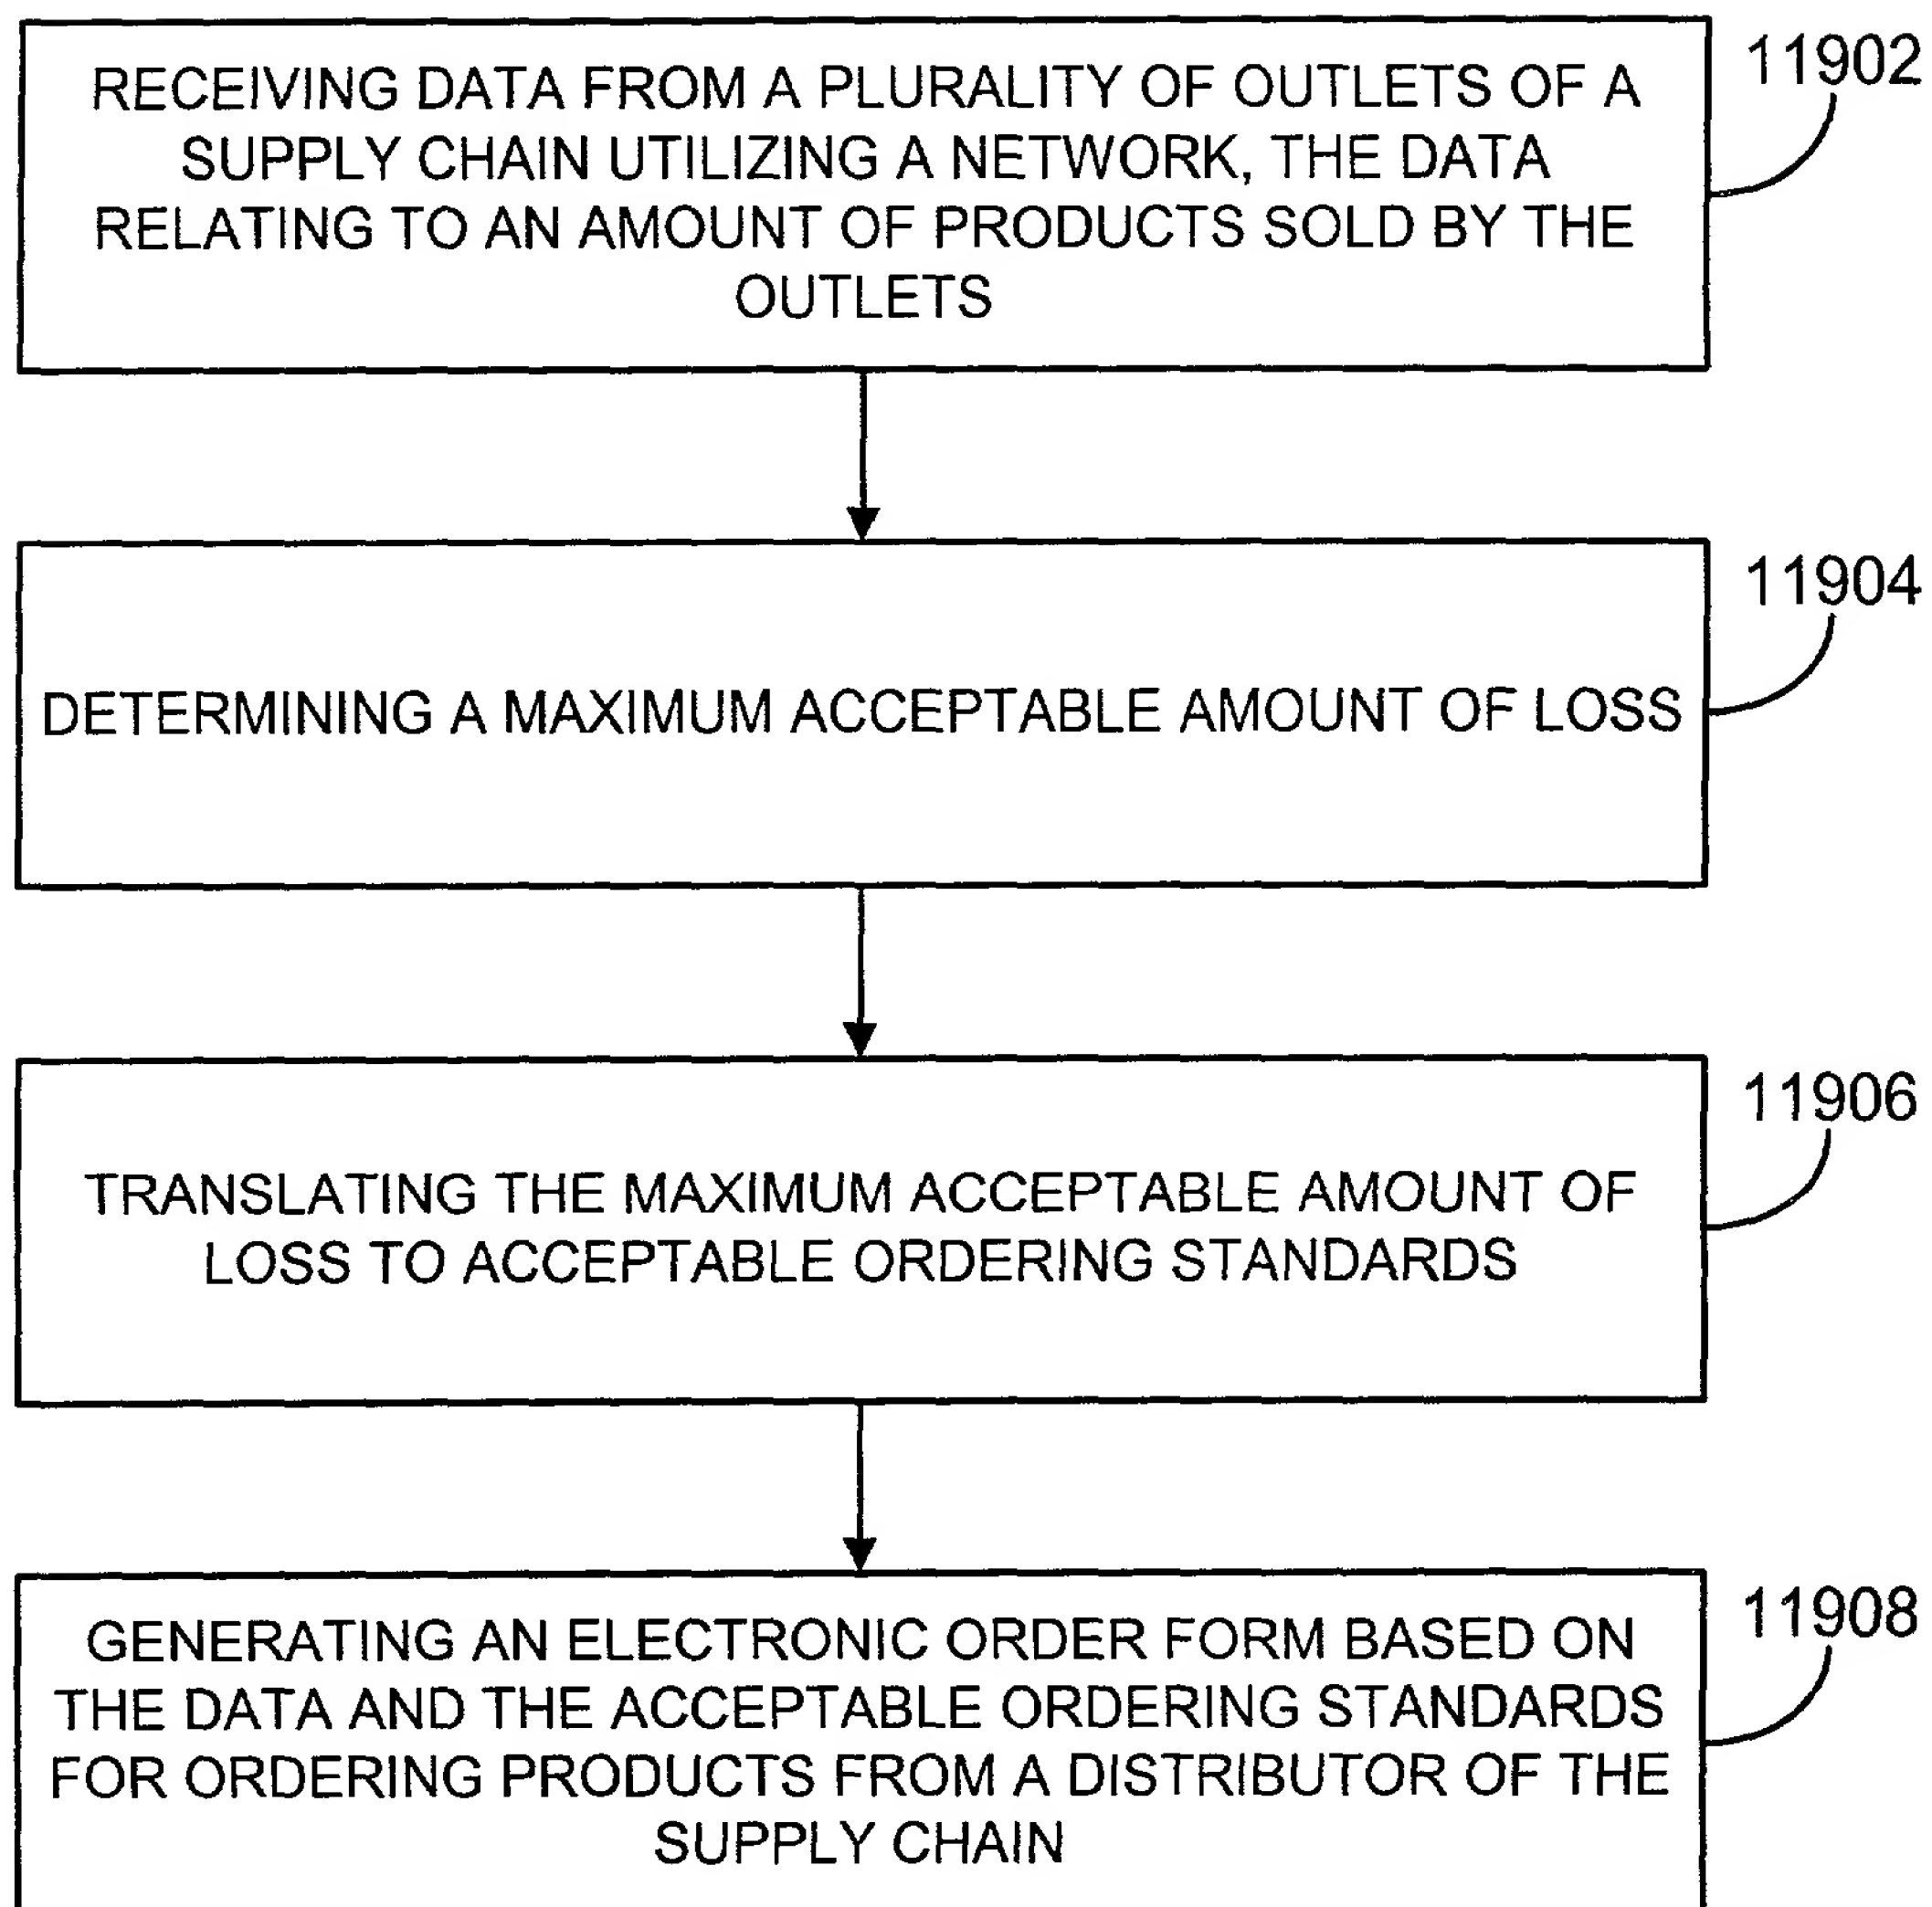 RECEIVING DATA FROM A PLURALITY OF OUTLETS OF A
SUPPLY CHAIN UTILIZING A NETWORK, THE DATA
RELATING TO AN AMOUNT OF PRODUCTS SOLD BY THE
OUTLETS
11902
DETERMINING A MAXIMUM ACCEPTABLE AMOUNT OF LOSS
11904
TRANSLATING THE MAXIMUM ACCEPTABLE AMOUNT OF
LOSS TO ACCEPTABLE ORDERING STANDARDS
11906
GENERATING AN ELECTRONIC ORDER FORM BASED ON
THE DATA AND THE ACCEPTABLE ORDERING STANDARDS
FOR ORDERING PRODUCTS FROM A DISTRIBUTOR OF THE
SUPPLY CHAIN
11908